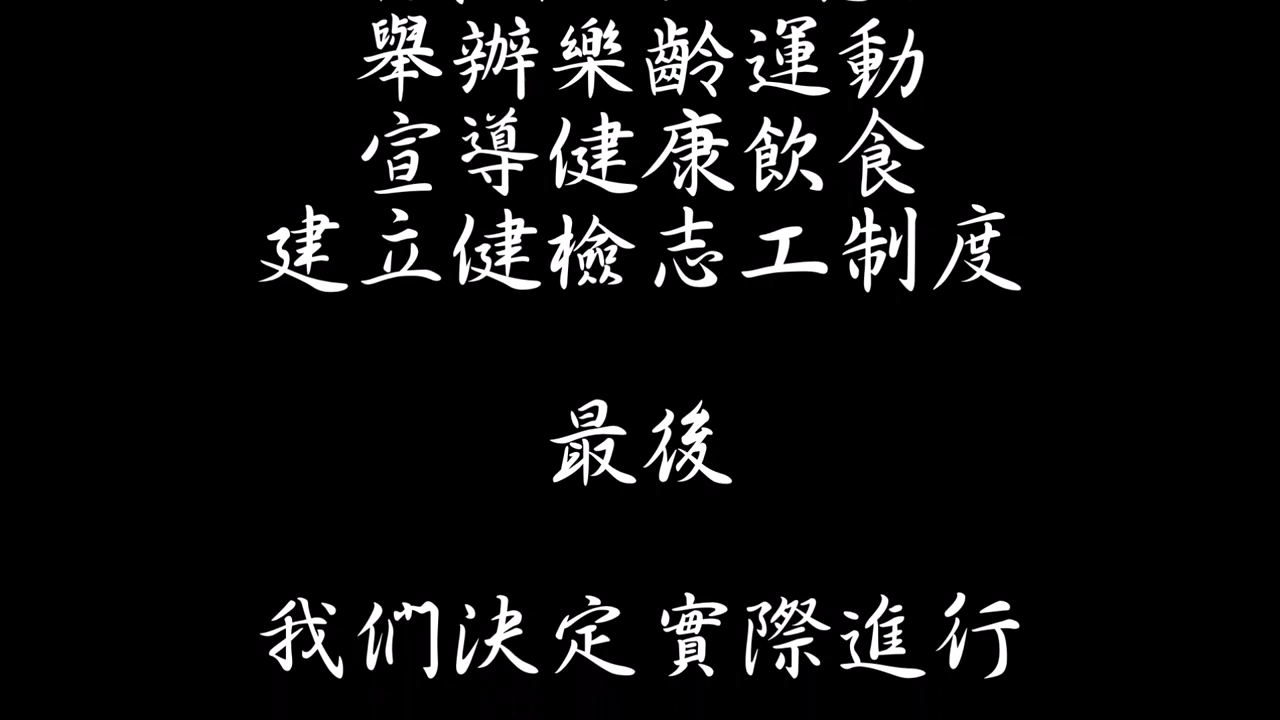 舉辦樂齡運動
宣導健康飲食
建立健檢志工制度
最後
我們決定實際進行